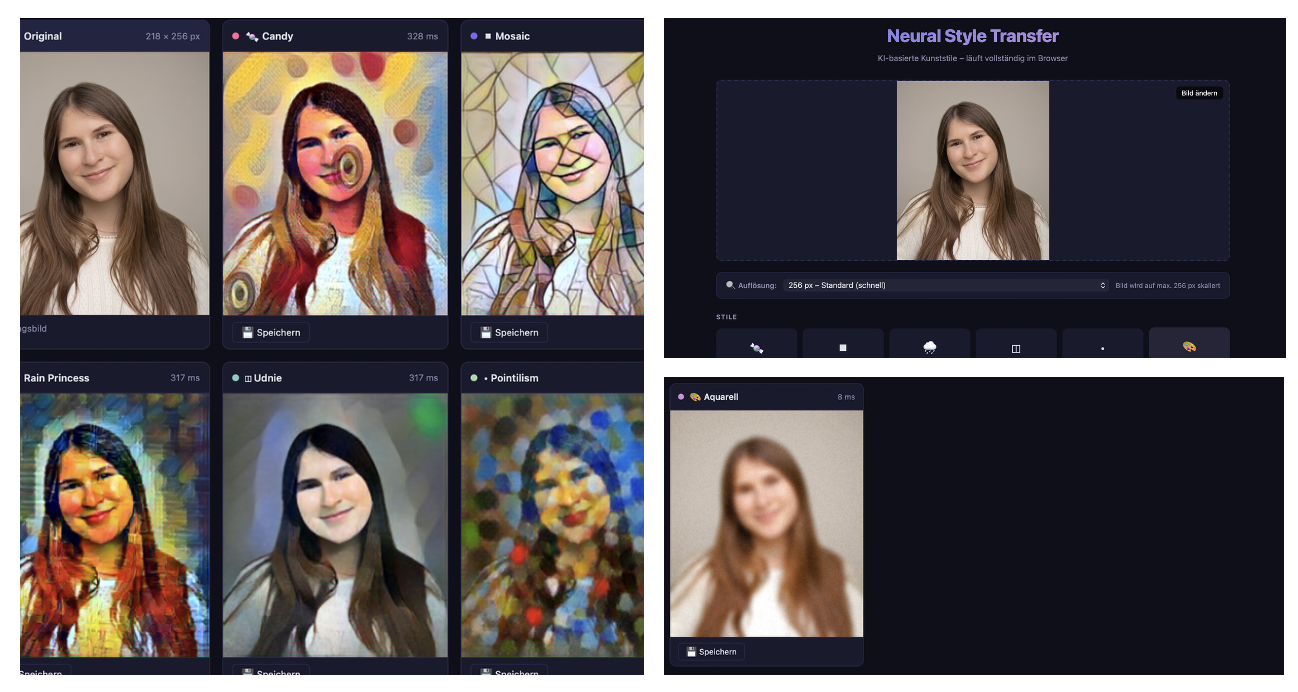 Original
218 × 256 px
Candy
328 ms
Mosaic
gsbild
Speichern
Speichern
Rain Princess
317 ms
Udnie
317 ms
Pointilism
Speichern
Speichern
Speichern
Neural Style Transfer
KI-basierte Kunststile – läuft vollständig im Browser
Bild ändern
Auflösung:
256 px – Standard (schnell)
Bild wird auf max. 256 px skaliert
STILE
Aquarell
8 ms
Speichern